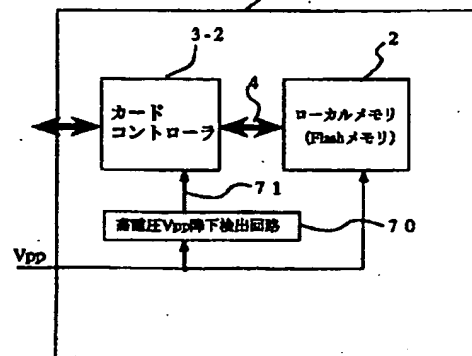 3-2
2
カード
コントローラ
4
ローカルメモリ
(Flashメモリ)
71
高電圧Vpp降下検出回路
70
Vpp